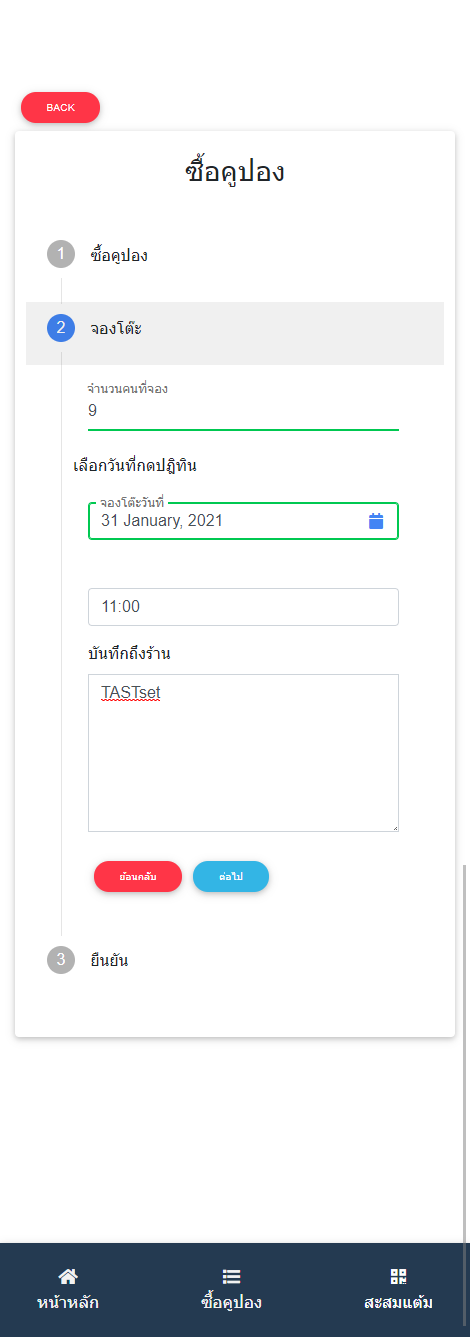 BACK
ซื้อคูปอง
1 ซื้อคูปอง
2 จองโต๊ะ
จำนวนคนที่จอง
9
เลือกวันที่กดปฎิทิน
จองโต๊ะวันที่
31 January, 2021
11:00
บันทึกถึงร้าน
TASTset
ย้อนกลับ ต่อไป
3 ยืนยัน
หน้าหลัก ซื้อคูปอง สะสมแต้ม